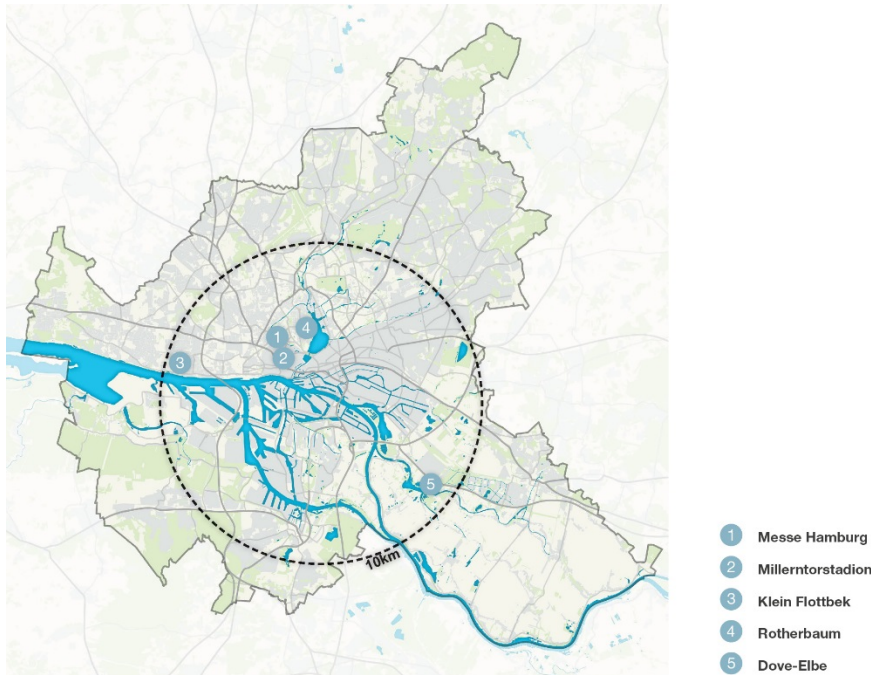 4
1
2
3
5
10km
1 Messe Hamburg
2 Millerntorstadion
3 Klein Flottbek
4 Rotherbaum
5 Dove-Elbe